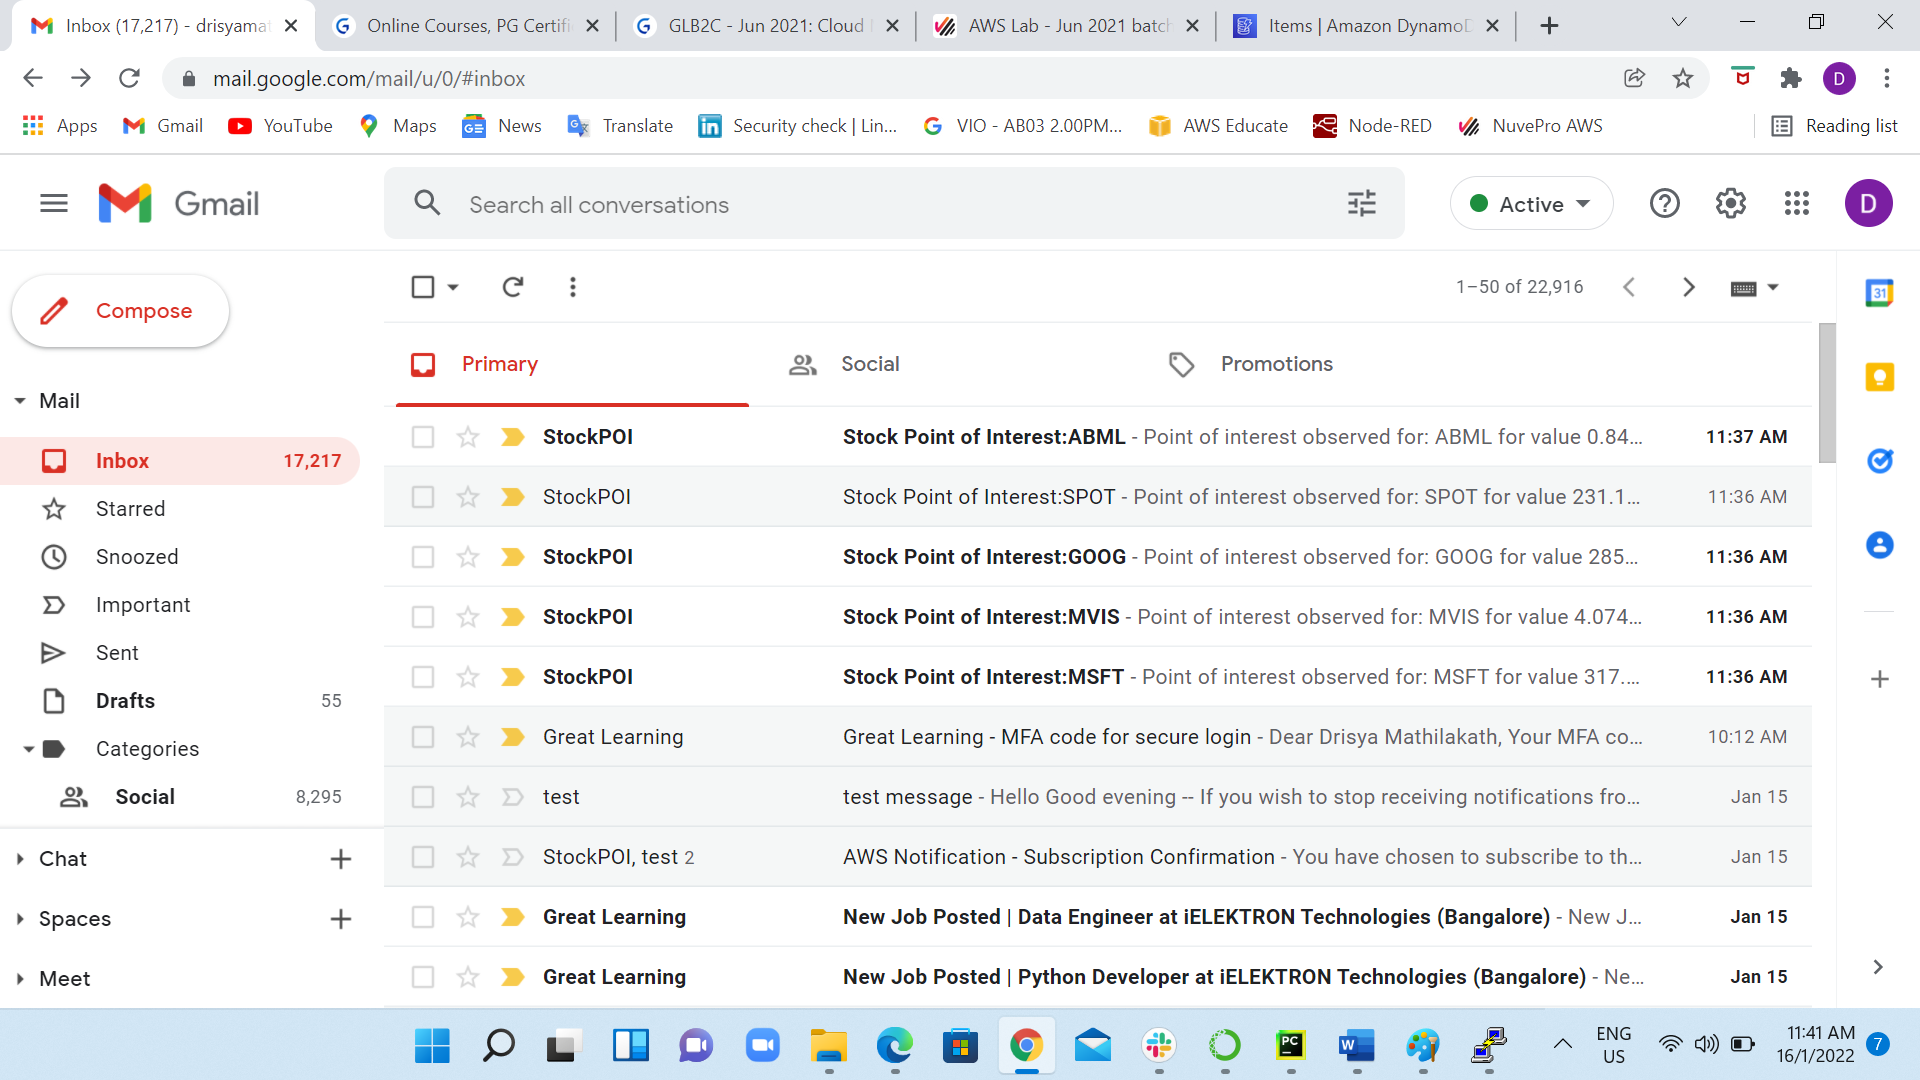 Inbox (17,217) - drisyamat
Online Courses, PG Certifi
GLB2C - Jun 2021: Cloud
AWS Lab - Jun 2021 batch
Items | Amazon DynamoD
mail.google.com/mail/u/0/#inbox
D
Apps
Gmail
YouTube
Maps
News
Translate
Security check | Lin...
VIO - AB03 2.00PM...
AWS Educate
Node-RED
NuvePro AWS
Reading list
Gmail
Search all conversations
Active
D
Compose
1–50 of 22,916
31
Primary
Social
Promotions
Mail
Inbox 17,217
Starred
Snoozed
Important
Sent
Drafts 55
Categories
Social 8,295
Chat
Spaces
Meet
StockPOI Stock Point of Interest:ABML - Point of interest observed for: ABML for value 0.84... 11:37 AM
StockPOI Stock Point of Interest:SPOT - Point of interest observed for: SPOT for value 231.1... 11:36 AM
StockPOI Stock Point of Interest:GOOG - Point of interest observed for: GOOG for value 285... 11:36 AM
StockPOI Stock Point of Interest:MVIS - Point of interest observed for: MVIS for value 4.074... 11:36 AM
StockPOI Stock Point of Interest:MSFT - Point of interest observed for: MSFT for value 317.... 11:36 AM
Great Learning Great Learning - MFA code for secure login - Dear Drisya Mathilakath, Your MFA co... 10:12 AM
test test message - Hello Good evening -- If you wish to stop receiving notifications fro... Jan 15
StockPOI, test 2 AWS Notification - Subscription Confirmation - You have chosen to subscribe to th... Jan 15
Great Learning New Job Posted | Data Engineer at iELEKTRON Technologies (Bangalore) - New J... Jan 15
Great Learning New Job Posted | Python Developer at iELEKTRON Technologies (Bangalore) - Ne... Jan 15
PC
W
ENG
US
11:41 AM
16/1/2022
7